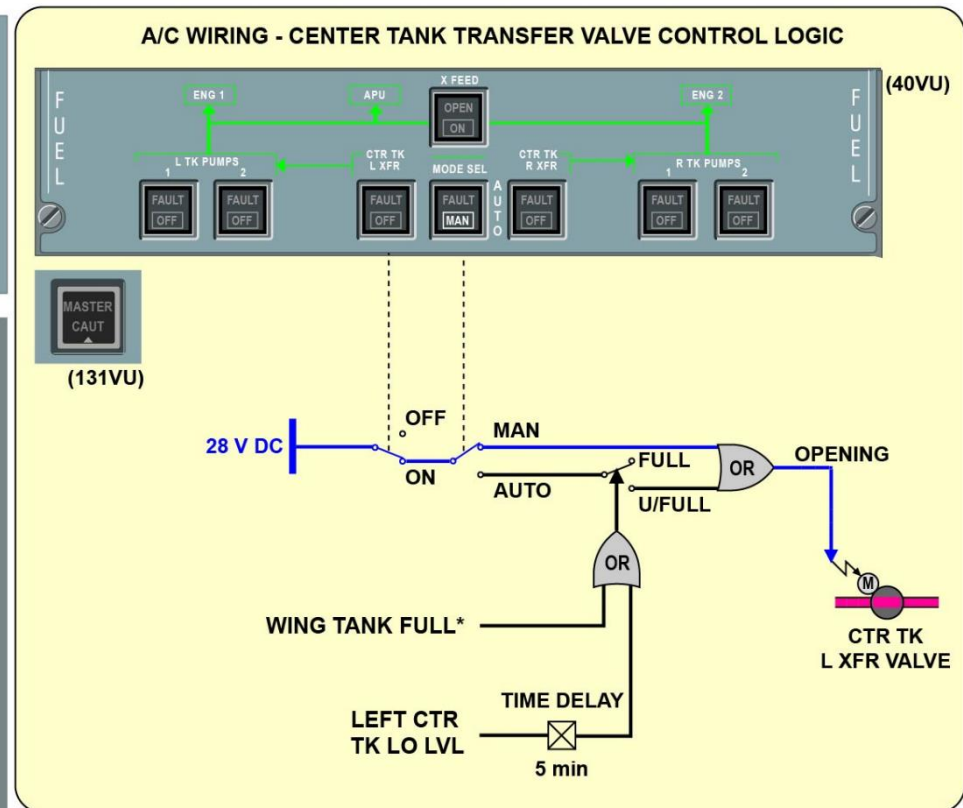 A/C WIRING - CENTER TANK TRANSFER VALVE CONTROL LOGIC
(40VU)
FUEL
X FEED
FUEL
ENG 1
APU
OPEN
ON
ENG 2
L TK PUMPS
1 2
CTR TK
L XFR
MODE SEL
CTR TK
R XFR
R TK PUMPS
1 2
FAULT
OFF
FAULT
OFF
FAULT
OFF
FAULT
MAN
AUTO
FAULT
OFF
FAULT
OFF
FAULT
OFF
MASTER
CAUT
(131VU)
OFF
28 V DC
ON
MAN
AUTO
FULL
U/FULL
OR
OPENING
OR
M
WING TANK FULL*
CTR TK
L XFR VALVE
TIME DELAY
LEFT CTR
TK LO LVL
5 min